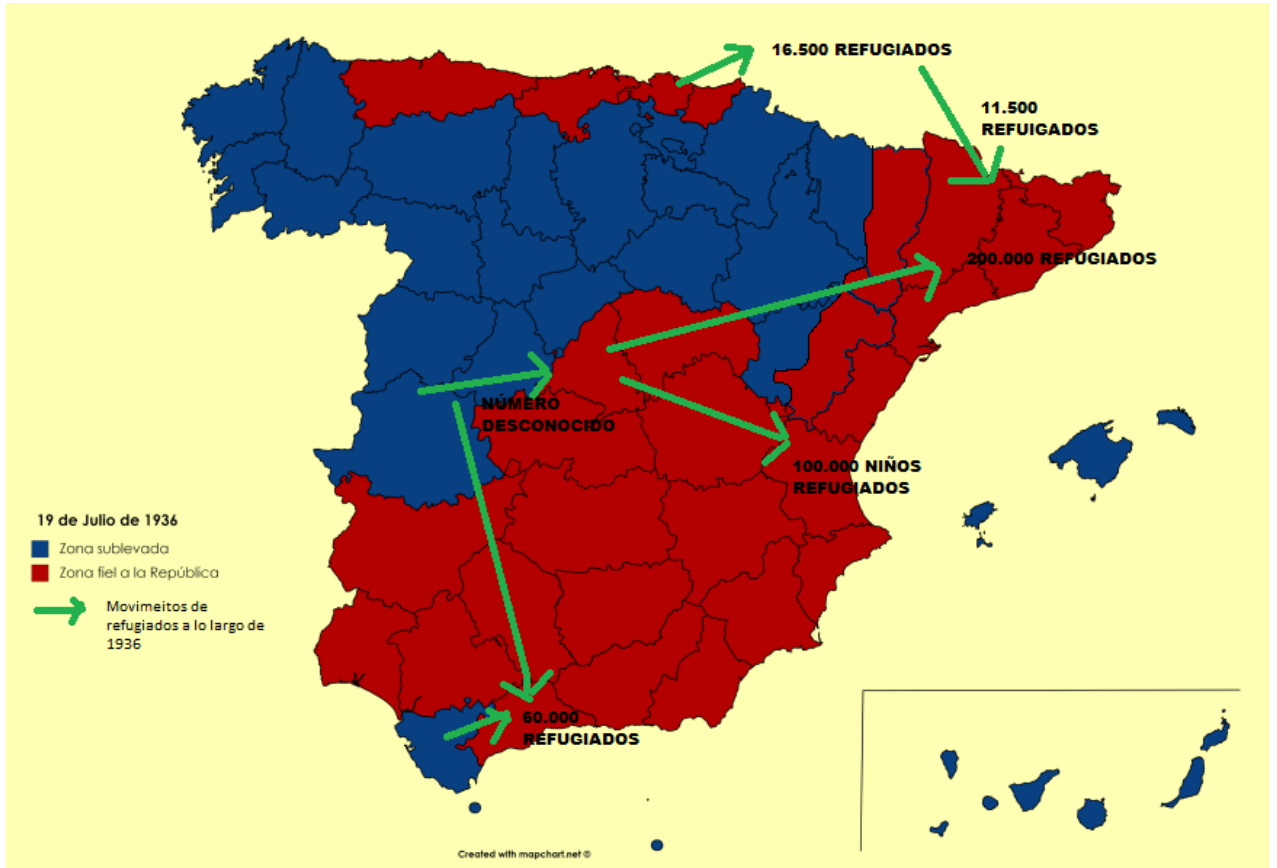 16.500 REFUGIADOS
11.500
REFUIGADOS
200.000 REFUGIADOS
NÚMERO
DESCONOCIDO
100.000 NIÑOS
REFUGIADOS
19 de Julio de 1936
Zona sublevada
Zona fiel a la República
Movimeitos de
refugiados a lo largo de
1936
60.000
REFUGIADOS
Created with mapchart.net ©